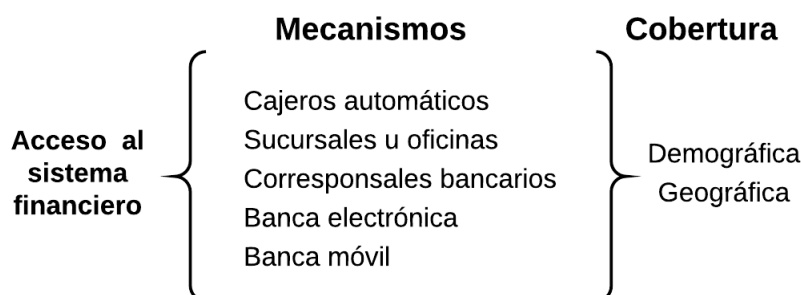 Mecanismos
Cobertura
Acceso al
sistema
financiero
Cajeros automáticos
Sucursales u oficinas
Corresponsales bancarios
Banca electrónica
Banca móvil
Demográfica
Geográfica